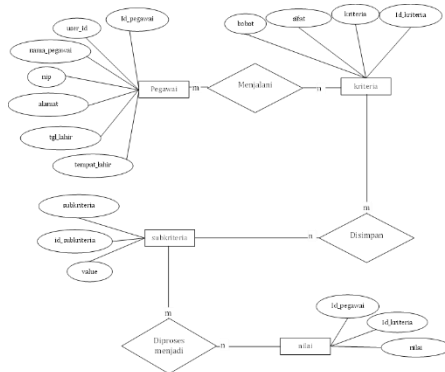 Id_pegawai
user_id
nama_pegawai
nip
alamat
tgl_lahir
tempat_lahir
Pegawai
m
Menjalani
n
bobot
sifat
kriteria
Id_kriteria
kriteria
m
Disimpan
n
subkriteria
id_subkriteria
value
subkriteria
m
Diproses
menjadi
n
nilai
Id_pegawai
Id_kriteria
nilai